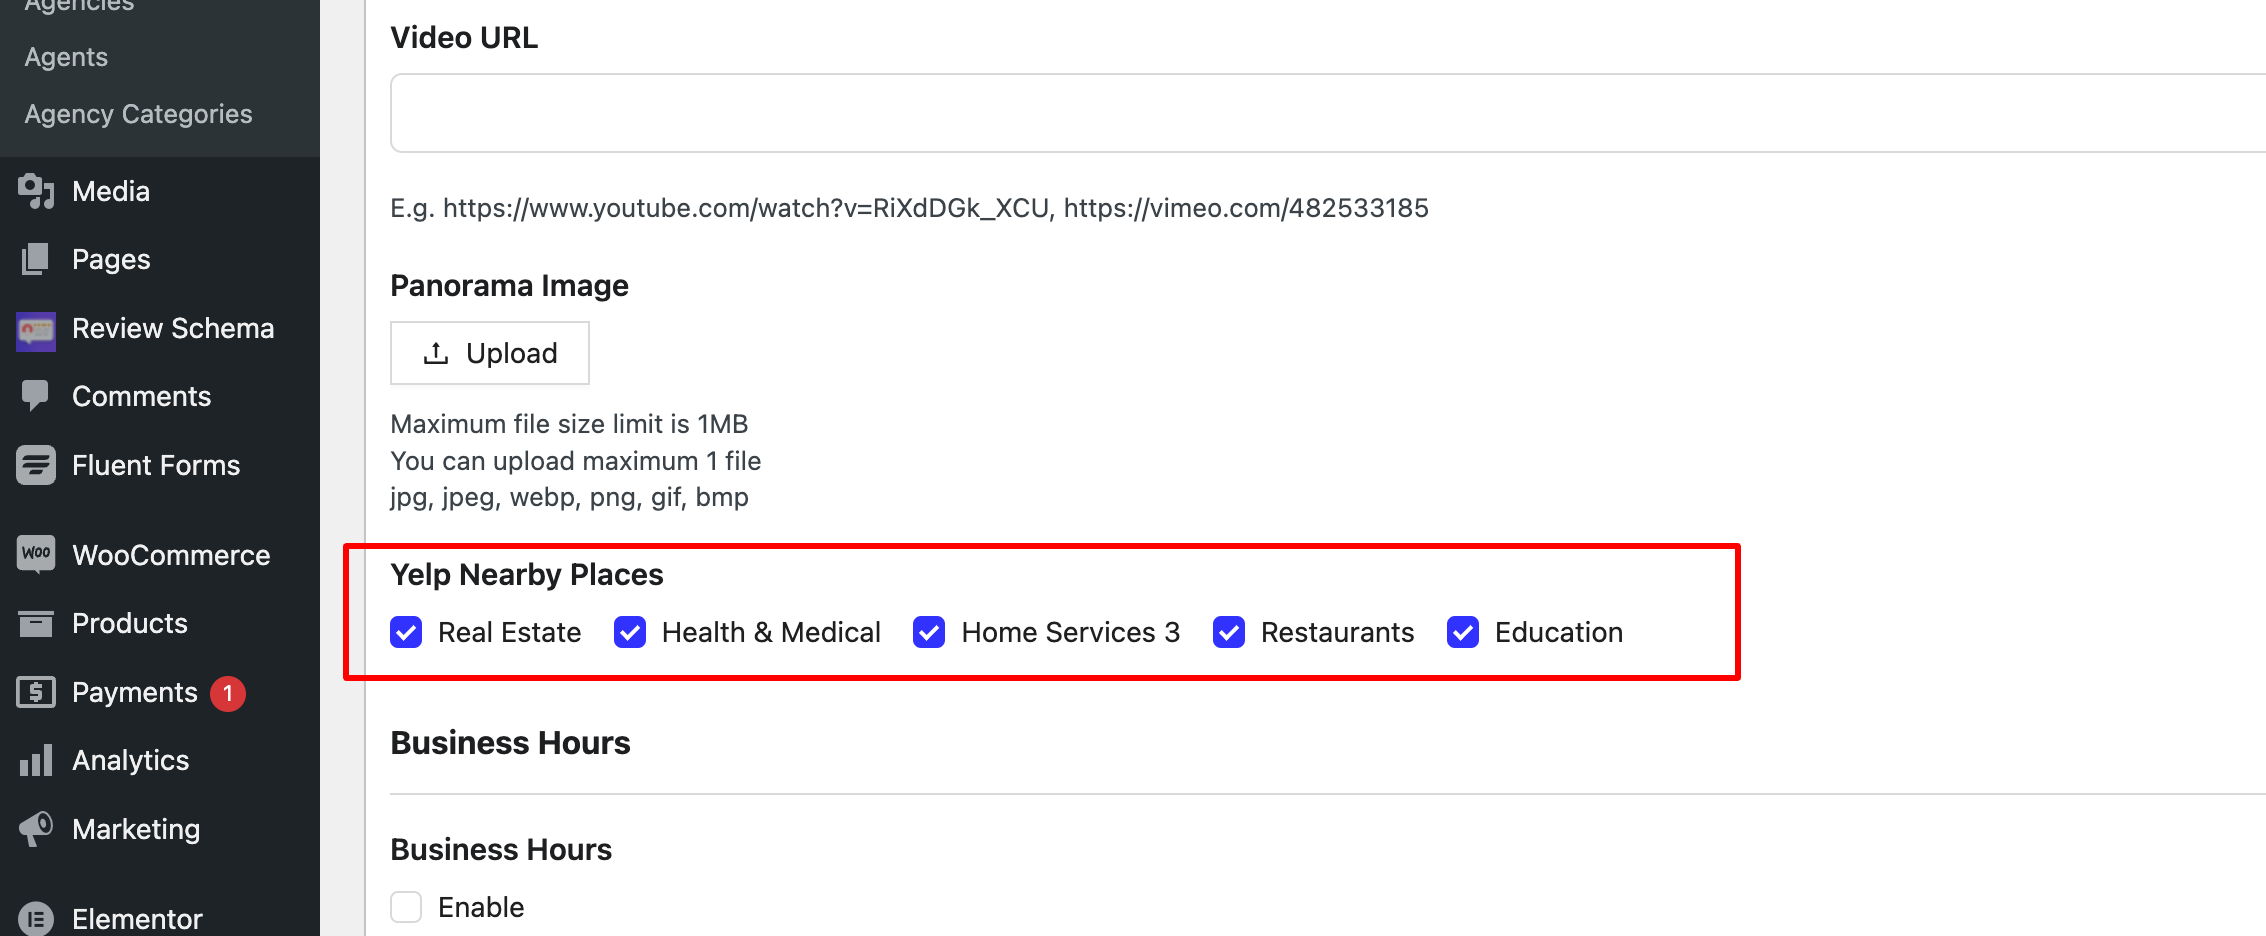 Agencies
Agents
Agency Categories
Media
Pages
Review Schema
Comments
Fluent Forms
Woo WooCommerce
Products
Payments 1
Analytics
Marketing
Elementor
Video URL
E.g. https://www.youtube.com/watch?v=RiXdDGk_XCU, https://vimeo.com/482533185
Panorama Image
Upload
Maximum file size limit is 1MB
You can upload maximum 1 file
jpg, jpeg, webp, png, gif, bmp
Yelp Nearby Places
Real Estate Health & Medical Home Services 3 Restaurants Education
Business Hours
Business Hours
Enable